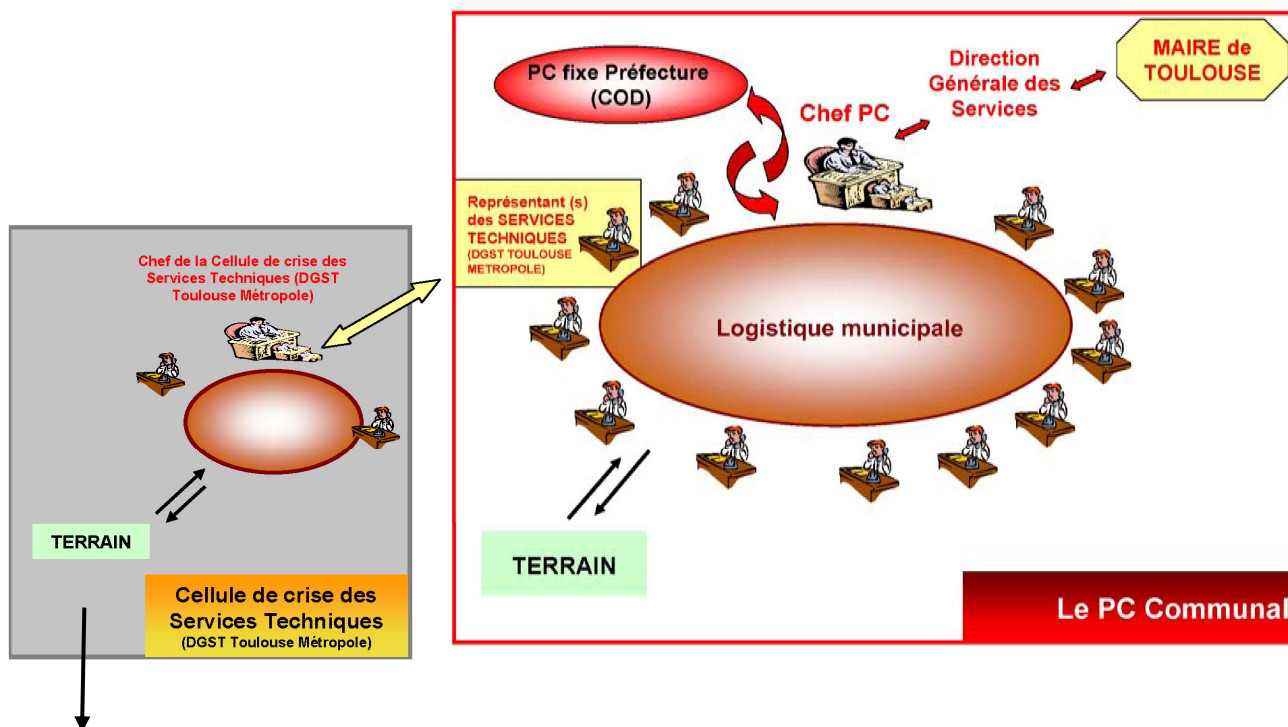 PC fixe Préfecture
(COD)
Direction
Générale des
Services
MAIRE de
TOULOUSE
Chef PC
Représentant (s)
des SERVICES
TECHNIQUES
(DGST TOULOUSE
METROPOLE)
Logistique municipale
TERRAIN
Le PC Communal
Chef de la Cellule de crise des
Services Techniques (DGST
Toulouse Métropole)
TERRAIN
Cellule de crise des
Services Techniques
(DGST Toulouse Métropole)